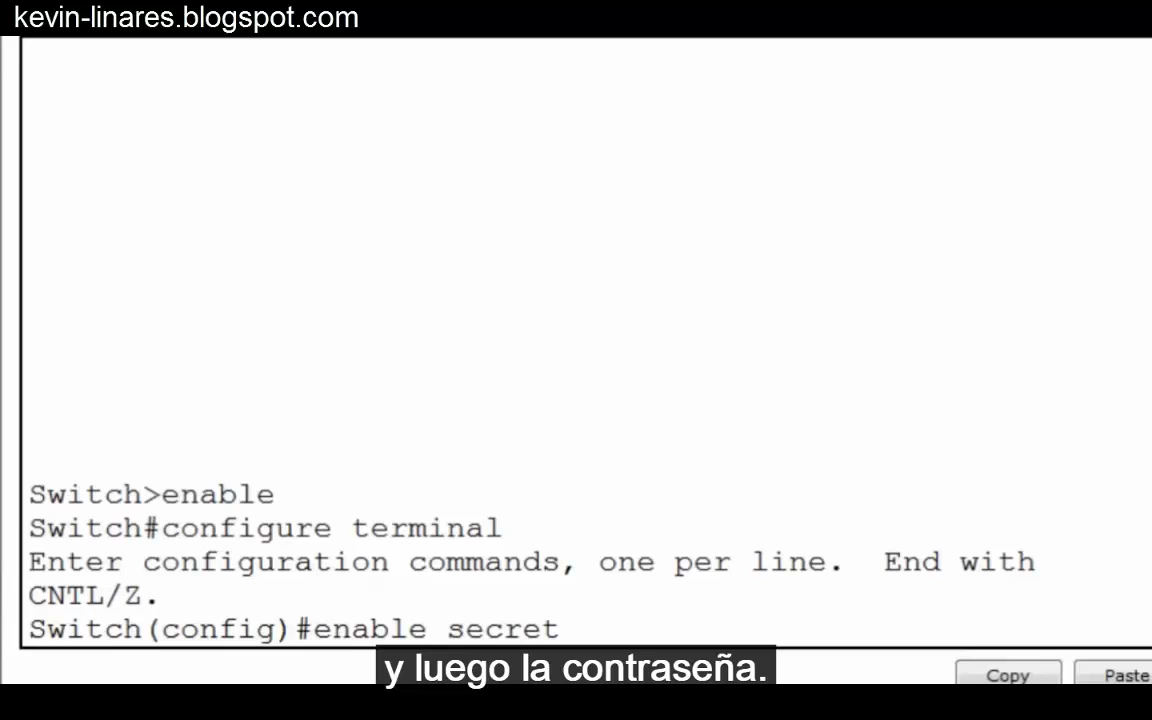 kevin-linares.blogspot.com
Switch>enable
Switch#configure terminal
Enter configuration commands, one per line.  End with
CNTL/Z.
Switch(config)#enable secret
y luego la contraseña.
Copy
Paste